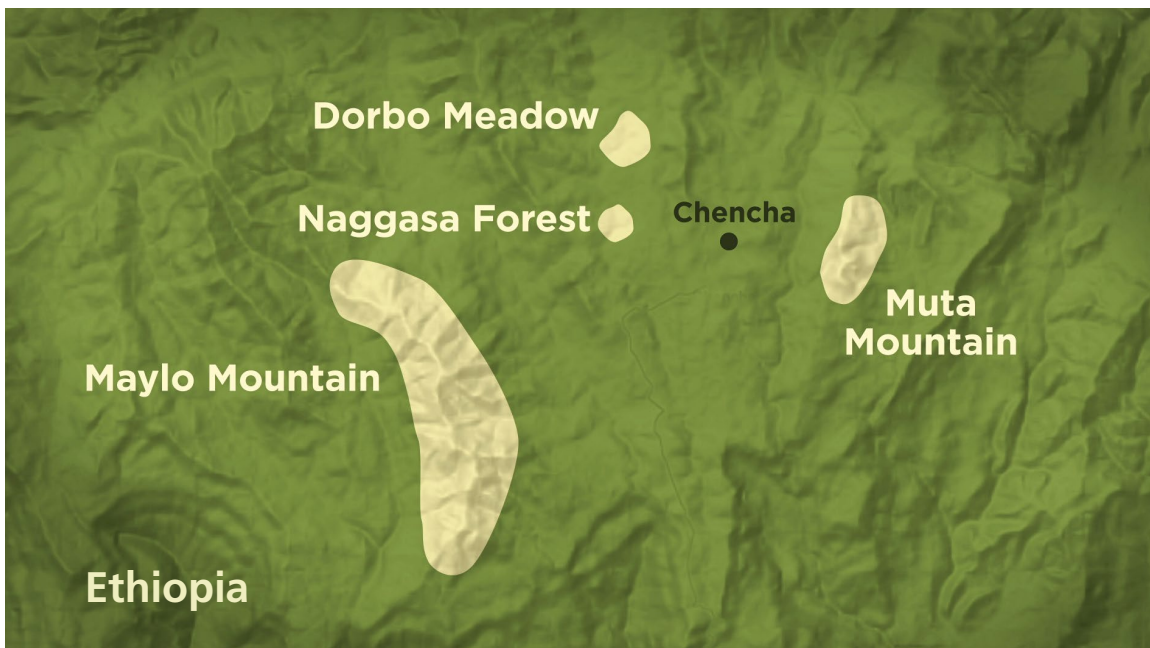 Dorbo Meadow
Naggasa Forest
Chencha
Muta
Mountain
Maylo Mountain
Ethiopia